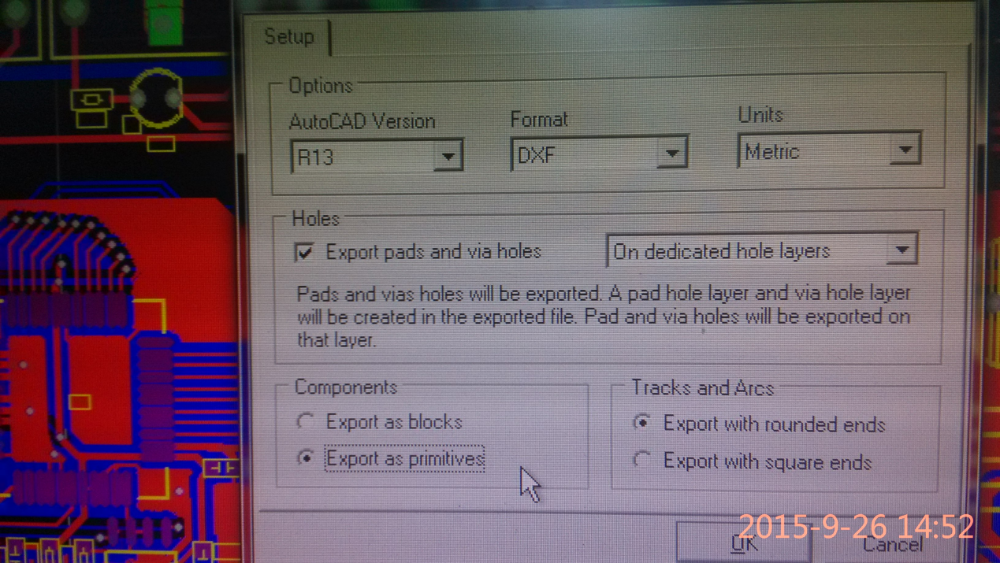 Setup
Options
AutoCAD Version
Format
Units
R13
DXF
Metric
Holes
Export pads and via holes
On dedicated hole layers
Pads and vias holes will be exported. A pad hole layer and via hole layer
will be created in the exported file. Pad and via holes will be exported on
that layer.
Components
Tracks and Arcs
Export as blocks
Export with rounded ends
Export as primitives
Export with square ends
2015-9-26 14:52
OK
Cancel